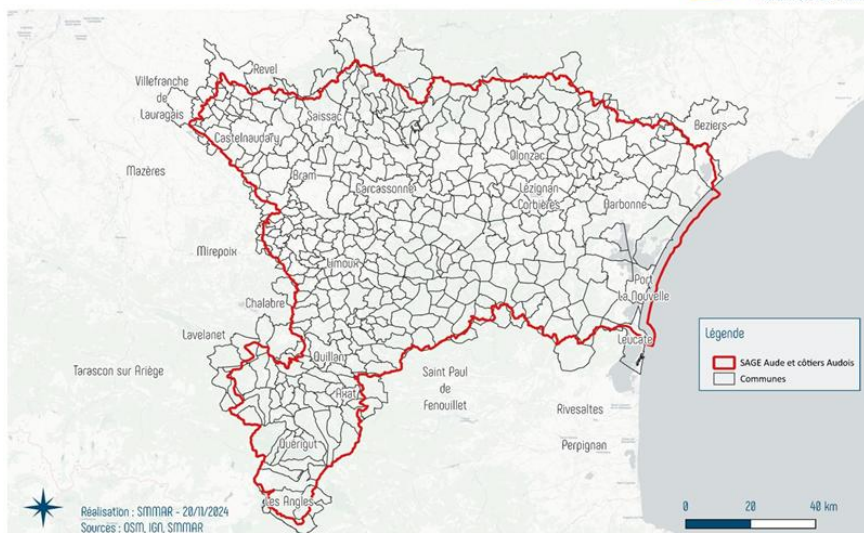 Revel
Villefranche
de
Lauragais
Saissac
Castelnaudary
Beziers
Mazères
Olonzac
Bram
Carcassonne
Lézignan
Corbières
Narbonne
Mirepoix
Limoux
Port
La Nouvelle
Chalabre
Légende
Lavelanet
Leucate
SAGE Aude et côtiers Audois
Quillan
Communes
Tarascon sur Ariège
Saint Paul
de
Fenouillet
Axat
Rivesaltes
Quérigut
Perpignan
Les Angles
Réalisation : SMMAR - 20/11/2024
Sources : OSM, IGN, SMMAR
0 20 40 km